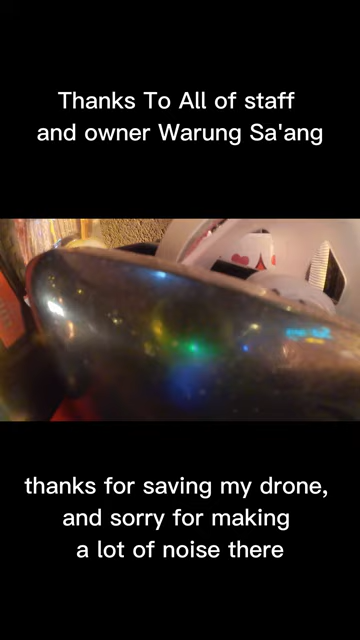 Thanks To All of staff
and owner Warung Sa'ang
thanks for saving my drone,
and sorry for making
a lot of noise there